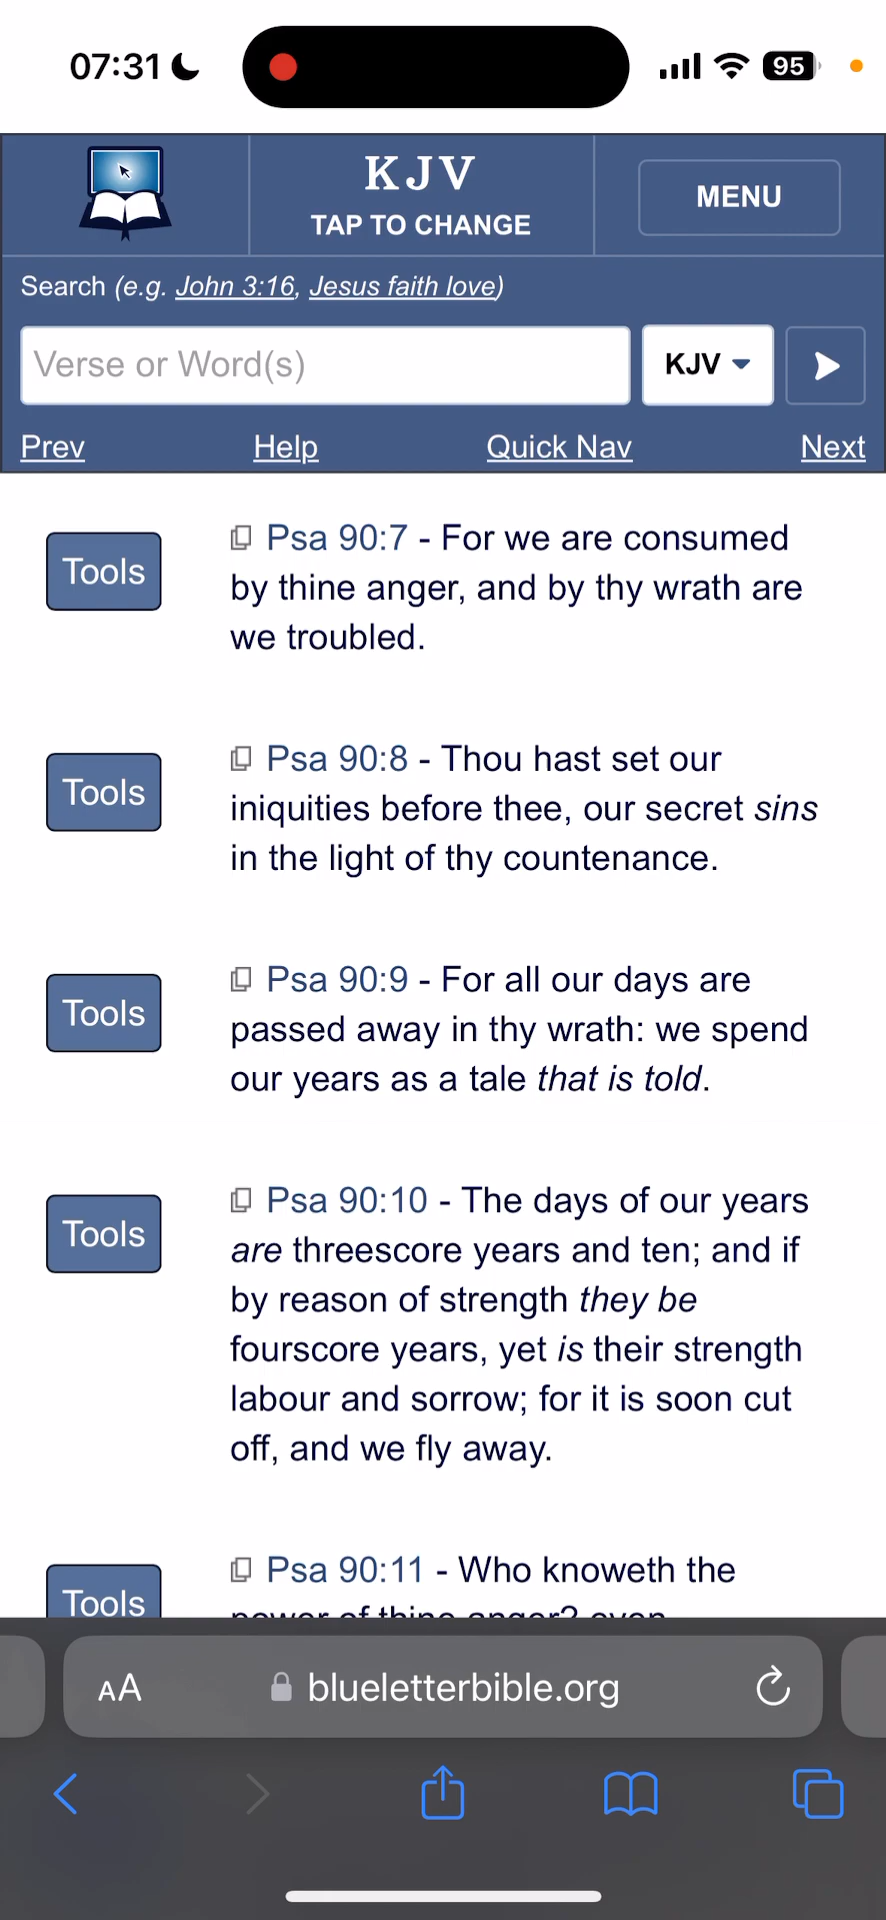 07:31
95
KJV
TAP TO CHANGE
MENU
Search (e.g. John 3:16, Jesus faith love)
Verse or Word(s)
KJV
Prev
Help
Quick Nav
Next
Tools
Psa 90:7 - For we are consumed
by thine anger, and by thy wrath are
we troubled.
Tools
Psa 90:8 - Thou hast set our
iniquities before thee, our secret sins
in the light of thy countenance.
Tools
Psa 90:9 - For all our days are
passed away in thy wrath: we spend
our years as a tale that is told.
Tools
Psa 90:10 - The days of our years
are threescore years and ten; and if
by reason of strength they be
fourscore years, yet is their strength
labour and sorrow; for it is soon cut
off, and we fly away.
Tools
Psa 90:11 - Who knoweth the
power of thine anger? even
AA
blueletterbible.org